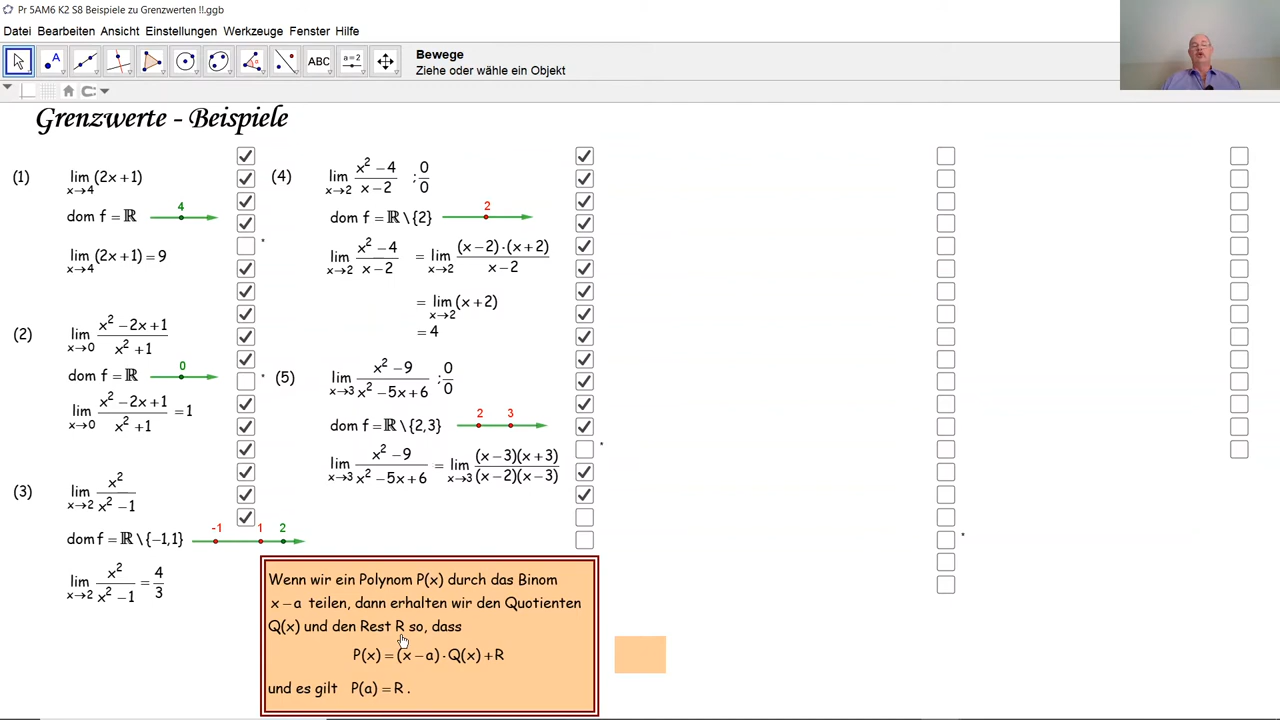 Pr 5AM6 K2 S8 Beispiele zu Grenzwerten !!.ggb
Datei Bearbeiten Ansicht Einstellungen Werkzeuge Fenster Hilfe
A ABC a=2 Bewege
Ziehe oder wähle ein Objekt
Grenzwerte - Beispiele
(1) lim x→4 (2x+1)
dom f = ℝ 4
*
lim x→4 (2x+1) = 9
(2) lim x→0 (x² − 2x + 1)/(x² + 1)
dom f = ℝ 0
*
lim x→0 (x² − 2x + 1)/(x² + 1) = 1
(3) lim x→2 x²/(x² − 1)
dom f = ℝ \ {−1,1} -1 1 2
lim x→2 x²/(x² − 1) = 4/3
(4) lim x→2 (x² − 4)/(x − 2) ; 0/0
dom f = ℝ \ {2} 2
lim x→2 (x² − 4)/(x − 2) = lim x→2 ((x − 2)·(x + 2))/(x − 2)
= lim x→2 (x + 2)
= 4
(5) lim x→3 (x² − 9)/(x² − 5x + 6) ; 0/0
dom f = ℝ \ {2,3} 2 3
*
lim x→3 (x² − 9)/(x² − 5x + 6) = lim x→3 ((x − 3)(x + 3))/((x − 2)(x − 3))
*
Wenn wir ein Polynom P(x) durch das Binom
x − a teilen, dann erhalten wir den Quotienten
Q(x) und den Rest R so, dass
P(x) = (x − a) · Q(x) + R
und es gilt P(a) = R .